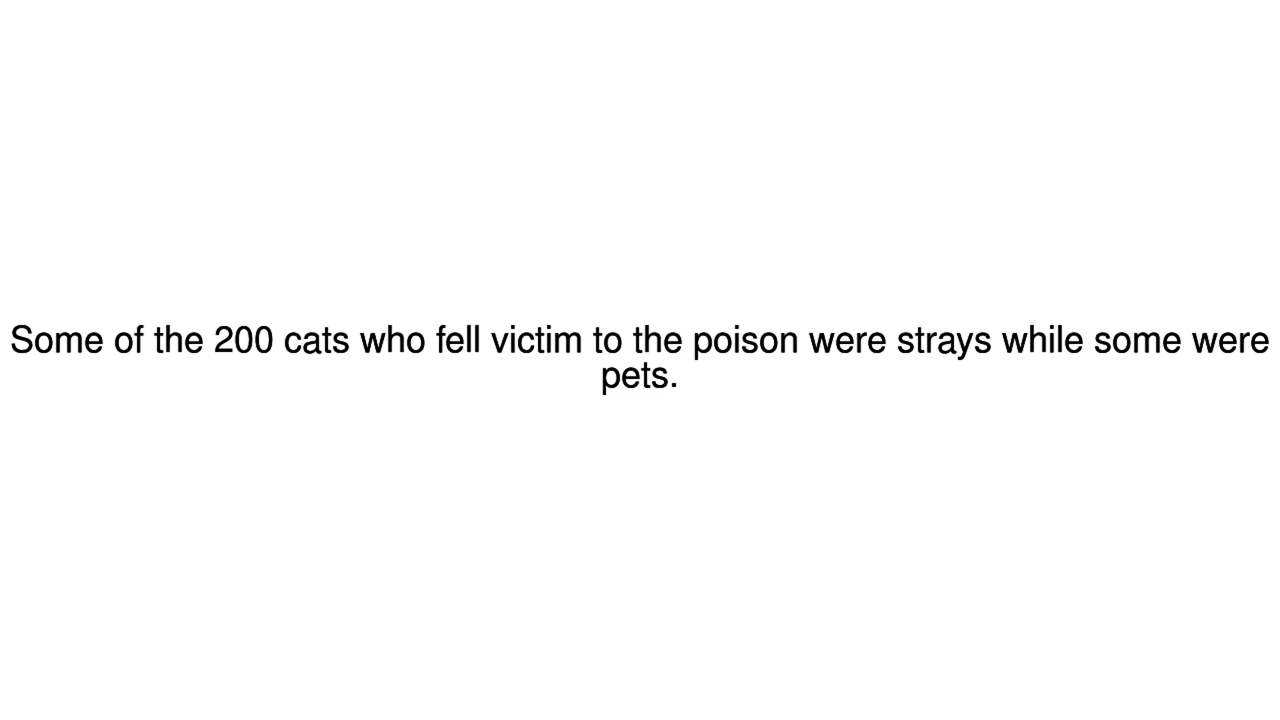 Some of the 200 cats who fell victim to the poison were strays while some were
pets.